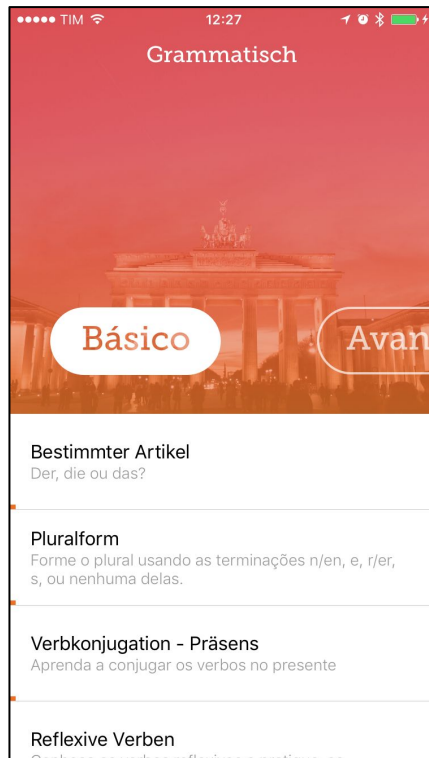 TIM 12:27
Grammatisch
Básico Avan
Bestimmter Artikel
Der, die ou das?
Pluralform
Forme o plural usando as terminações n/en, e, r/er,
s, ou nenhuma delas.
Verbkonjugation - Präsens
Aprenda a conjugar os verbos no presente
Reflexive Verben